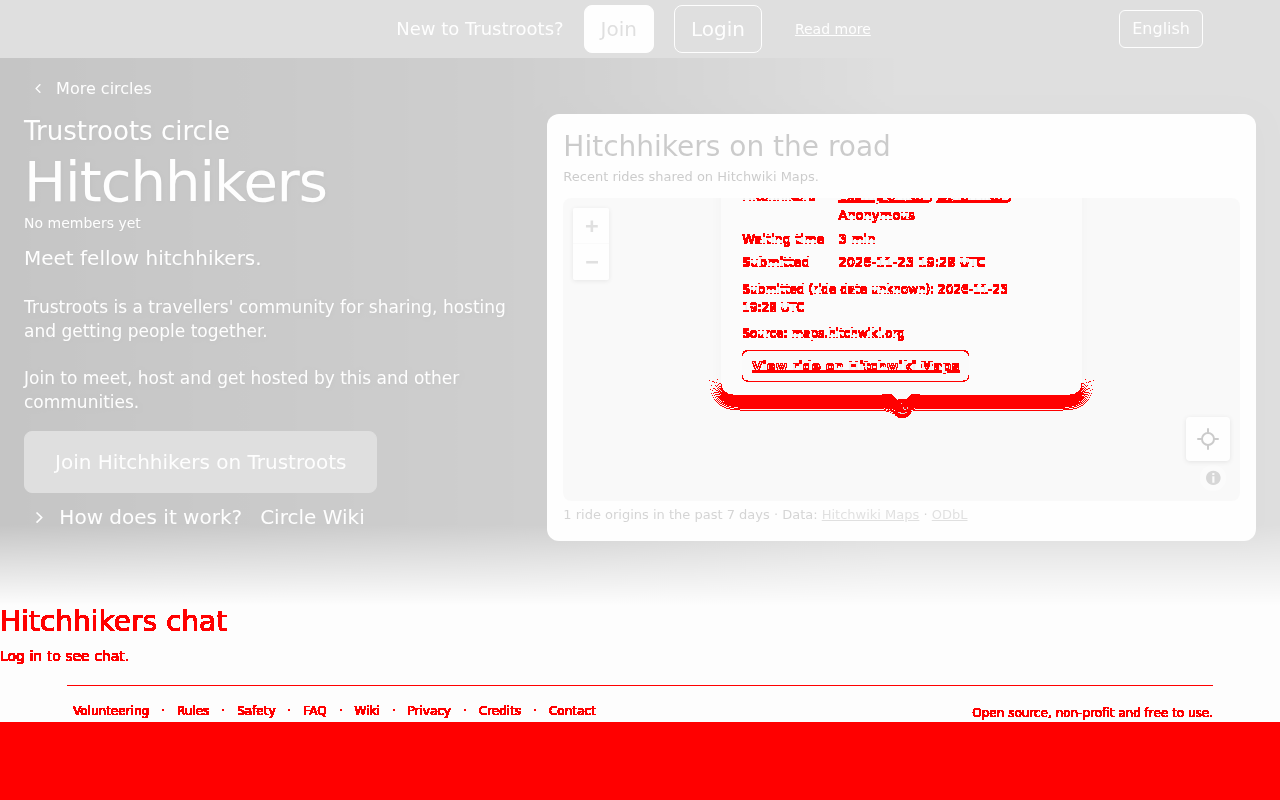 New to Trustroots?
Join
Login
Read more
English
More circles
Trustroots circle
Hitchhikers
No members yet
Meet fellow hitchhikers.
Trustroots is a travellers' community for sharing, hosting
and getting people together.
Join to meet, host and get hosted by this and other
communities.
Join Hitchhikers on Trustroots
How does it work?
Circle Wiki
Hitchhikers on the road
Recent rides shared on Hitchwiki Maps.
+
−
Anonymous
Waiting time 3 min
Submitted 2026-11-23 19:28 UTC
Submitted (ride date unknown): 2026-11-23
19:28 UTC
Source: maps.hitchwiki.org
View ride on Hitchwiki Maps
1 ride origins in the past 7 days · Data: Hitchwiki Maps · ODbL
Hitchhikers chat
Log in to see chat.
Volunteering · Rules · Safety · FAQ · Wiki · Privacy · Credits · Contact
Open source, non-profit and free to use.